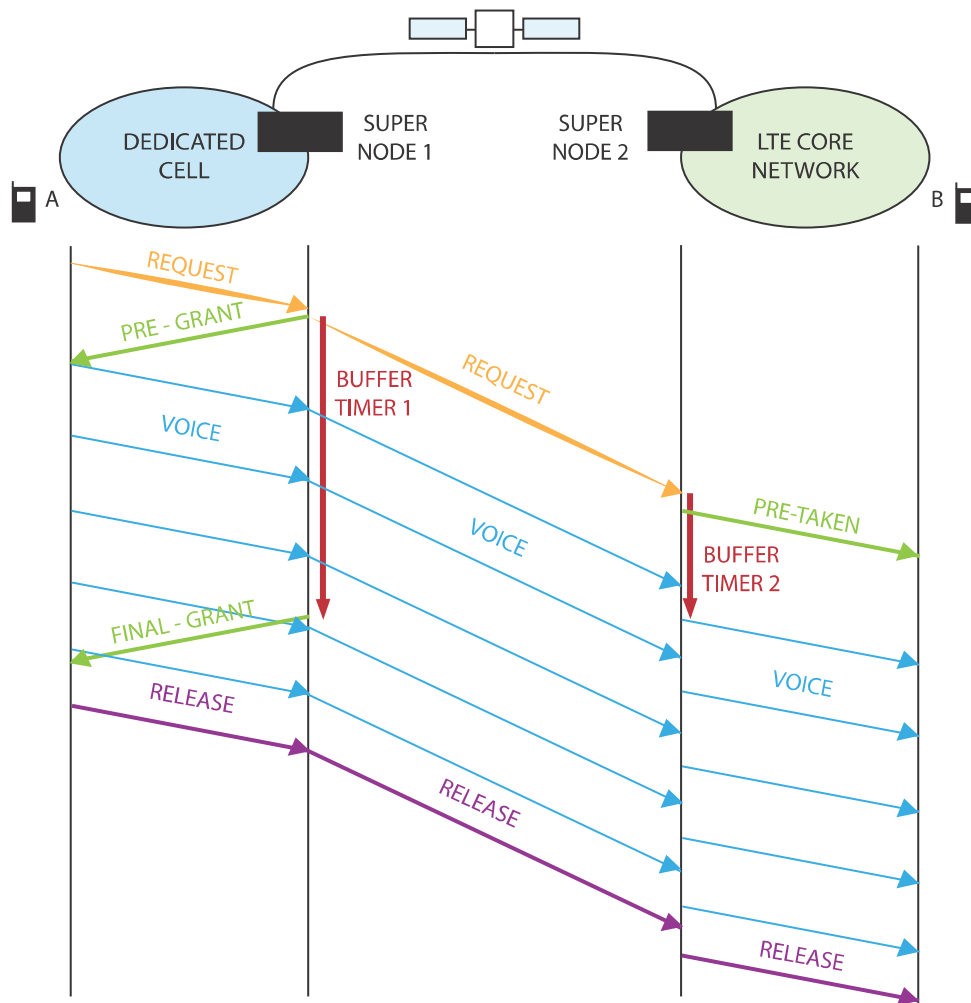 DEDICATED
CELL
SUPER
NODE 1
SUPER
NODE 2
LTE CORE
NETWORK
A
B
REQUEST
PRE - GRANT
BUFFER
TIMER 1
REQUEST
VOICE
VOICE
PRE-TAKEN
BUFFER
TIMER 2
FINAL - GRANT
VOICE
RELEASE
RELEASE
RELEASE